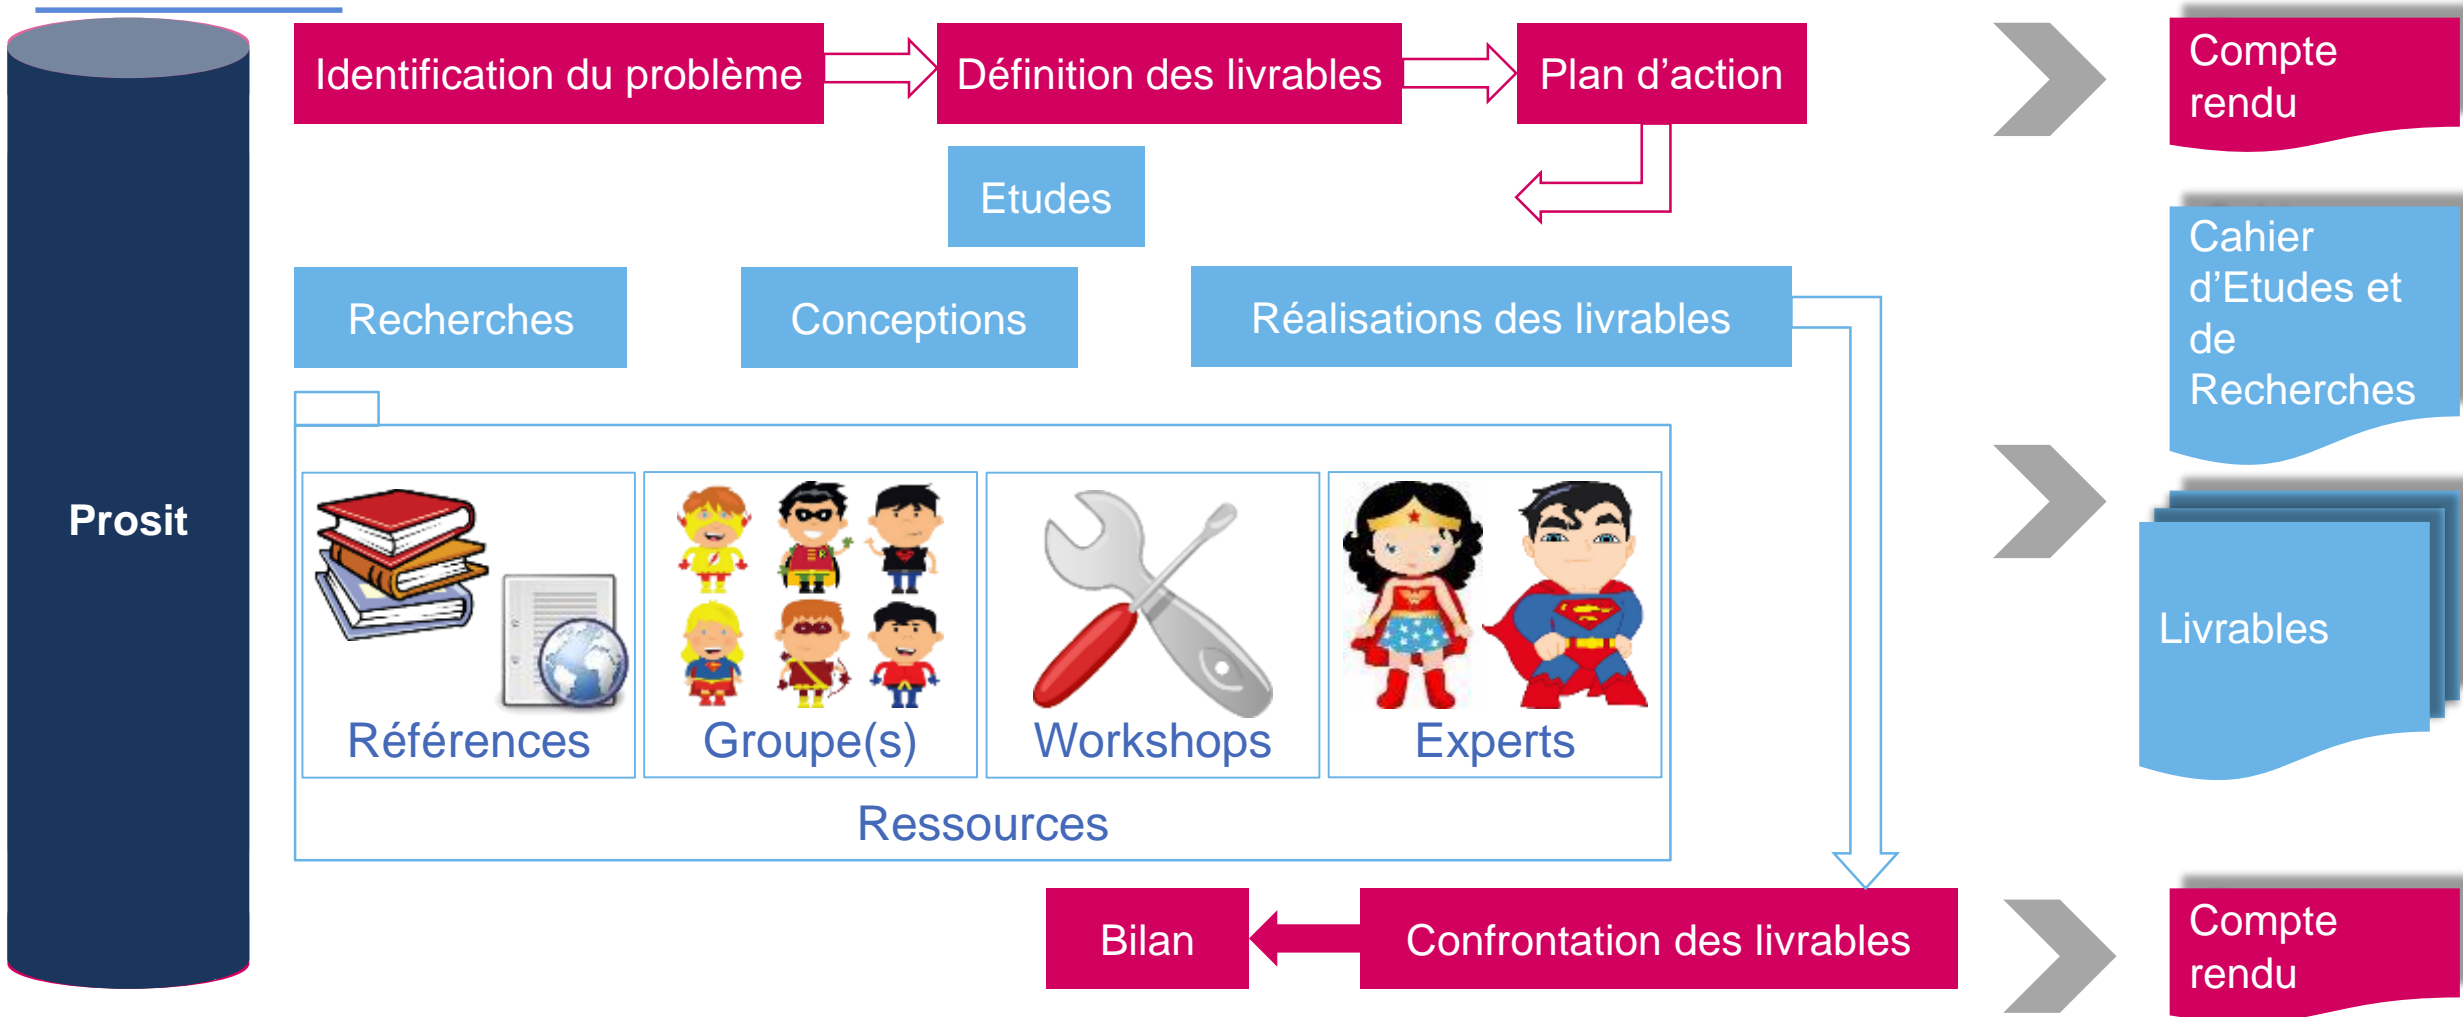 Prosit
Identification du problème
Définition des livrables
Plan d’action
Compte
rendu
Etudes
Recherches
Conceptions
Réalisations des livrables
Cahier
d’Etudes et
de
Recherches
Références
Groupe(s)
Workshops
Experts
Ressources
Livrables
Bilan
Confrontation des livrables
Compte
rendu